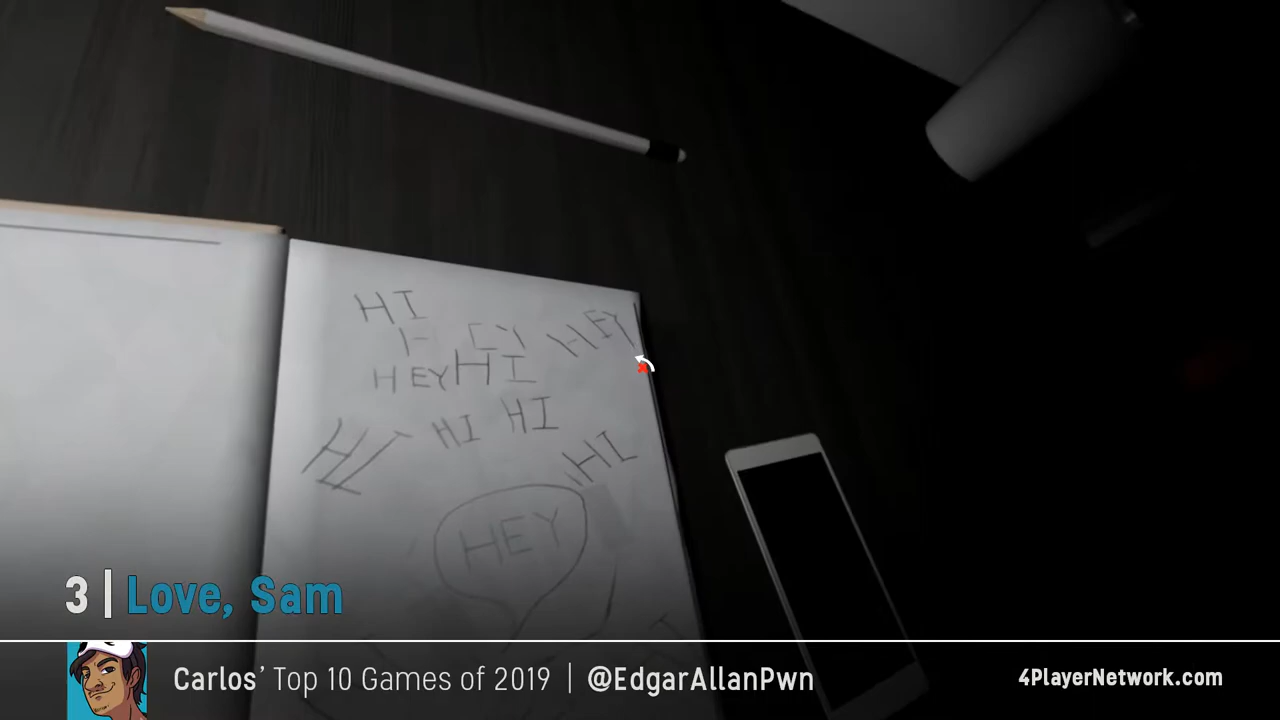 HI
H EY HEY
HEY HI
HI HI HI
HI
HEY
3 | Love, Sam
Carlos' Top 10 Games of 2019 | @EdgarAllanPwn
4PlayerNetwork.com